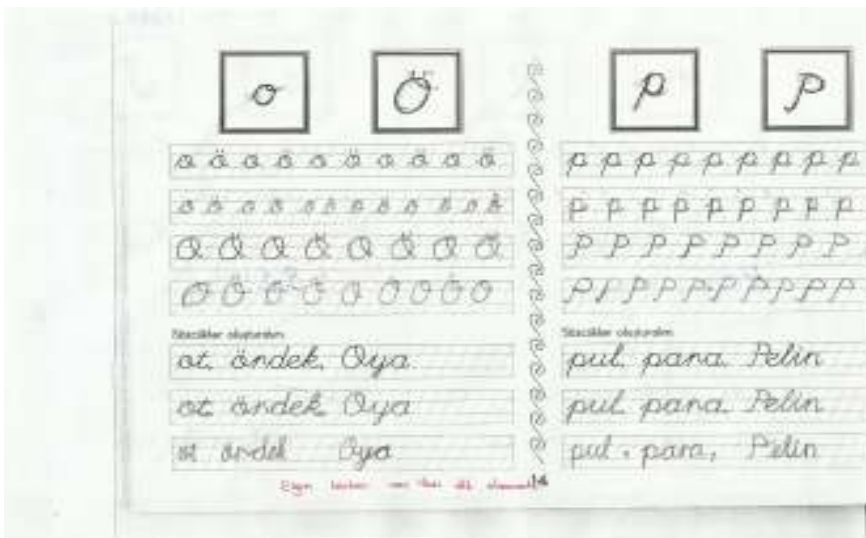 o Ö
o ö o ö o ö o ö o ö
o ö o ö o ö o ö o ö o ö
O Ö O Ö O Ö O Ö
O Ö O Ö O Ö O Ö O
Sözcükler oluşturalım
ot, ördek, Oya
ot, ördek, Oya
ot ördek Oya
14
p P
p p p p p p p p p
p p p p p p p p p
P P P P P P P P P
P P P P P P P P P P
Sözcükler oluşturalım
pul, para, Pelin
pul, para, Pelin
pul, para, Pelin